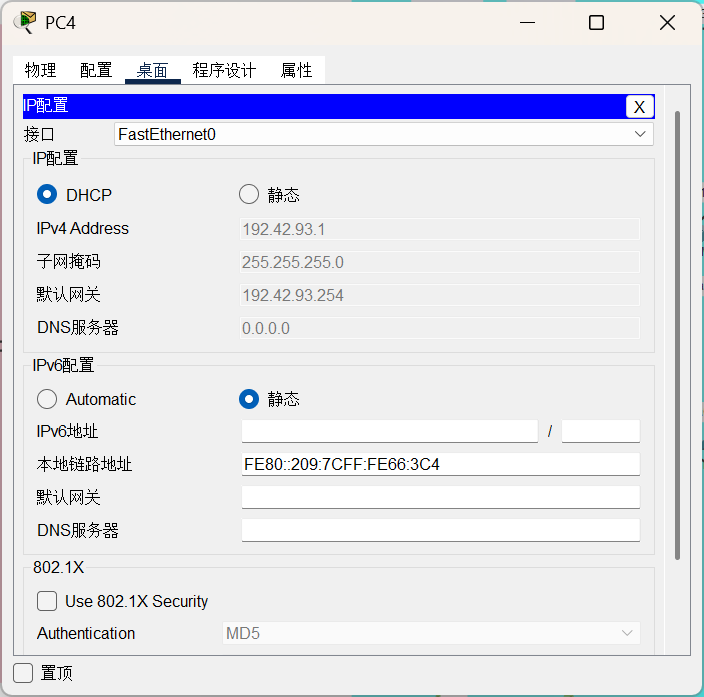 PC4
物理 配置 桌面 程序设计 属性
IP配置 X
接口 FastEthernet0
IP配置
DHCP 静态
IPv4 Address 192.42.93.1
子网掩码 255.255.255.0
默认网关 192.42.93.254
DNS服务器 0.0.0.0
IPv6配置
Automatic 静态
IPv6地址 /
本地链路地址 FE80::209:7CFF:FE66:3C4
默认网关
DNS服务器
802.1X
Use 802.1X Security
Authentication MD5
置顶